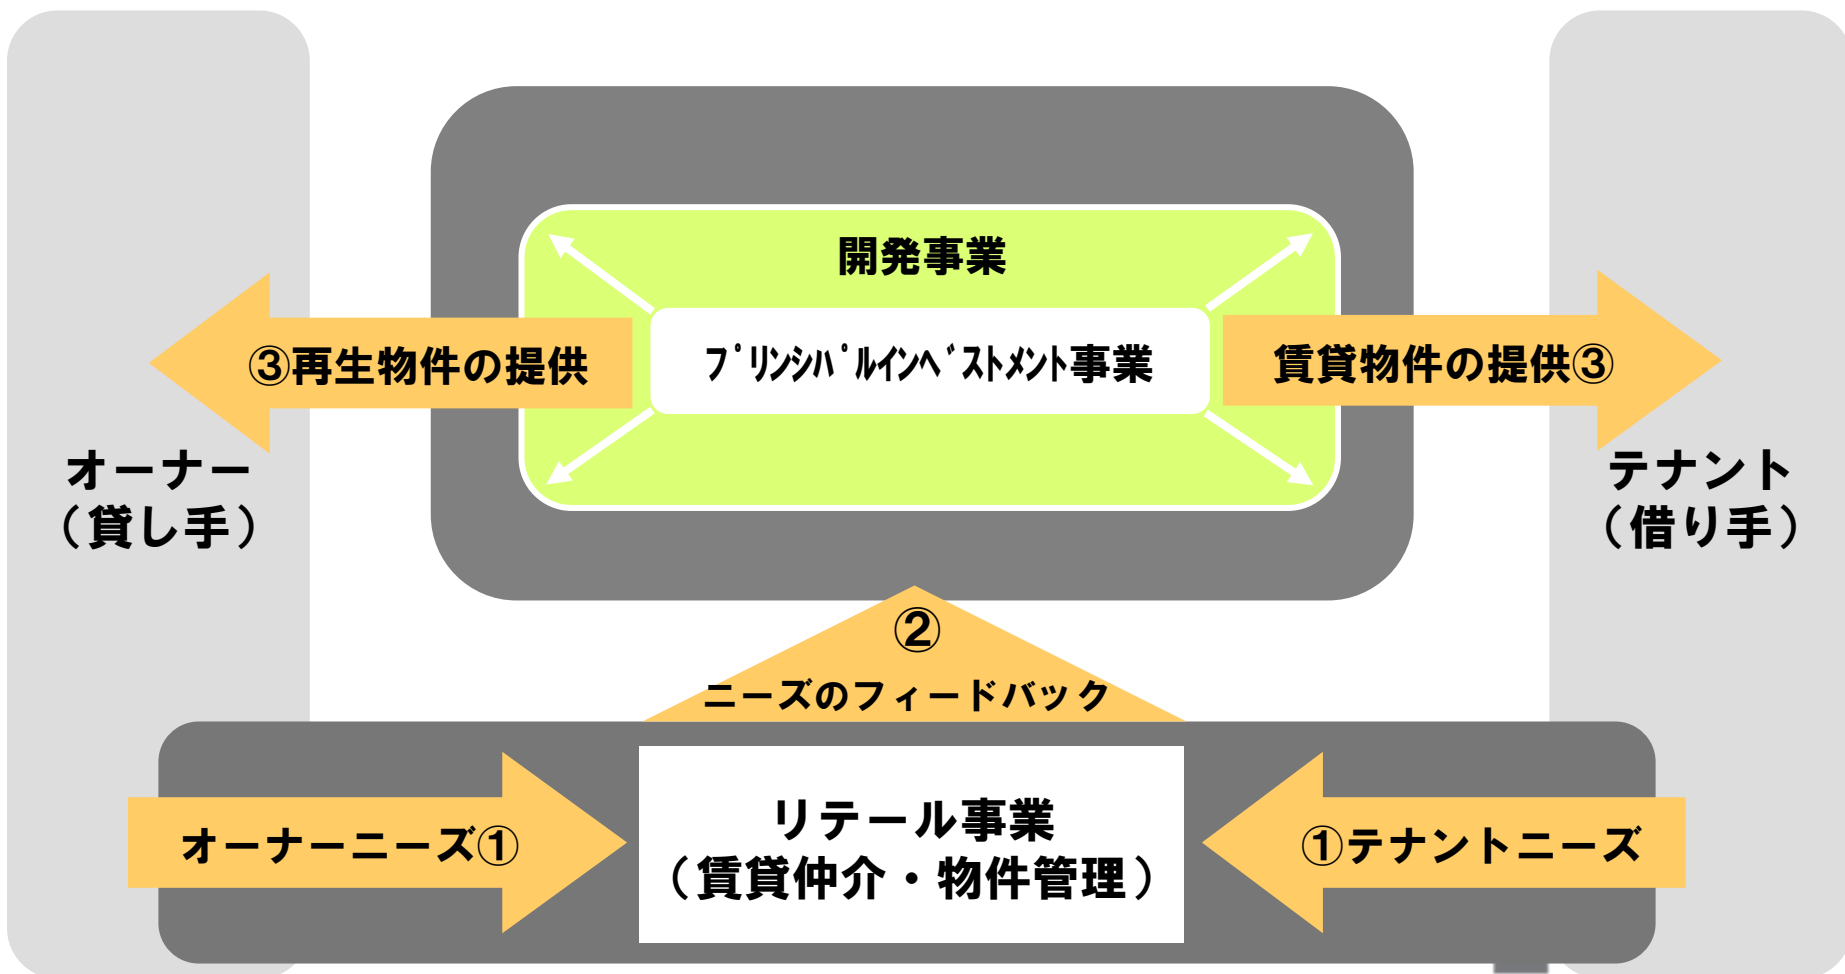 開発事業
③再生物件の提供
プリンシパルインベストメント事業
賃貸物件の提供③
オーナー
（貸し手）
テナント
（借り手）
②
ニーズのフィードバック
オーナーニーズ①
リテール事業
（賃貸仲介・物件管理）
①テナントニーズ